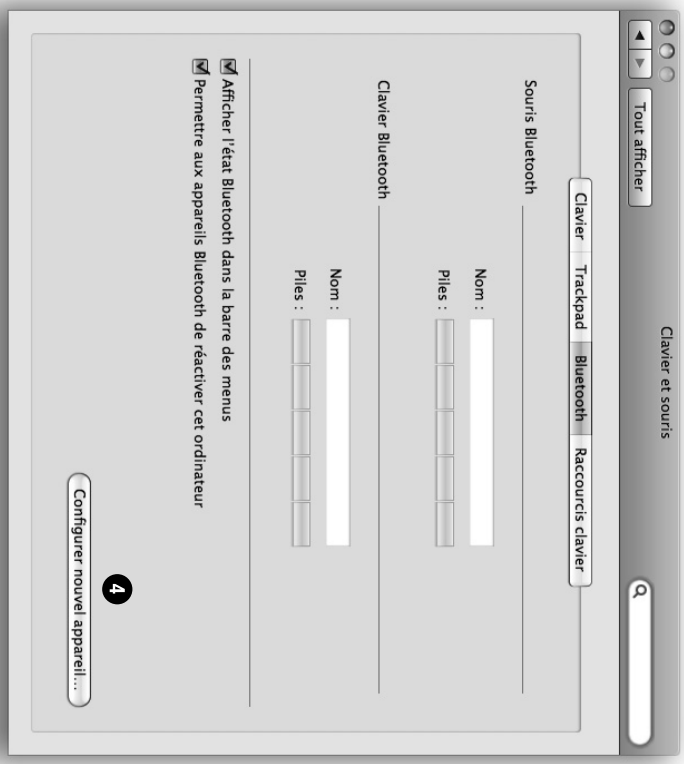 Clavier et souris
Tout afficher
Clavier Trackpad Bluetooth Raccourcis clavier
Souris Bluetooth
Nom :
Piles :
Clavier Bluetooth
Nom :
Piles :
Afficher l'état Bluetooth dans la barre des menus
Permettre aux appareils Bluetooth de réactiver cet ordinateur
4
Configurer nouvel appareil...